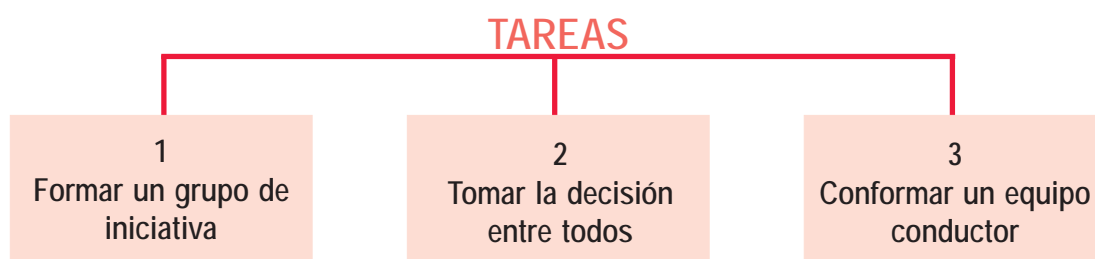 TAREAS
1
Formar un grupo de
iniciativa
2
Tomar la decisión
entre todos
3
Conformar un equipo
conductor